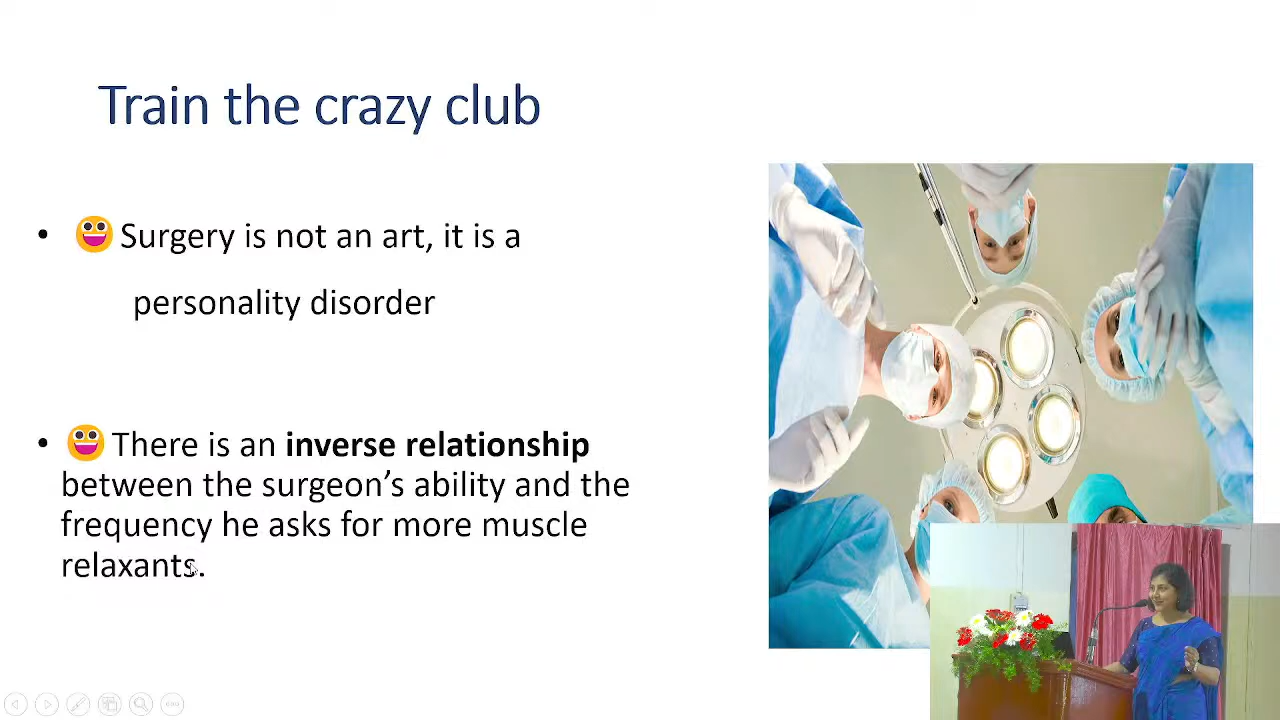 Train the crazy club
• 😀 Surgery is not an art, it is a
personality disorder
• 😀 There is an inverse relationship
between the surgeon’s ability and the
frequency he asks for more muscle
relaxants.